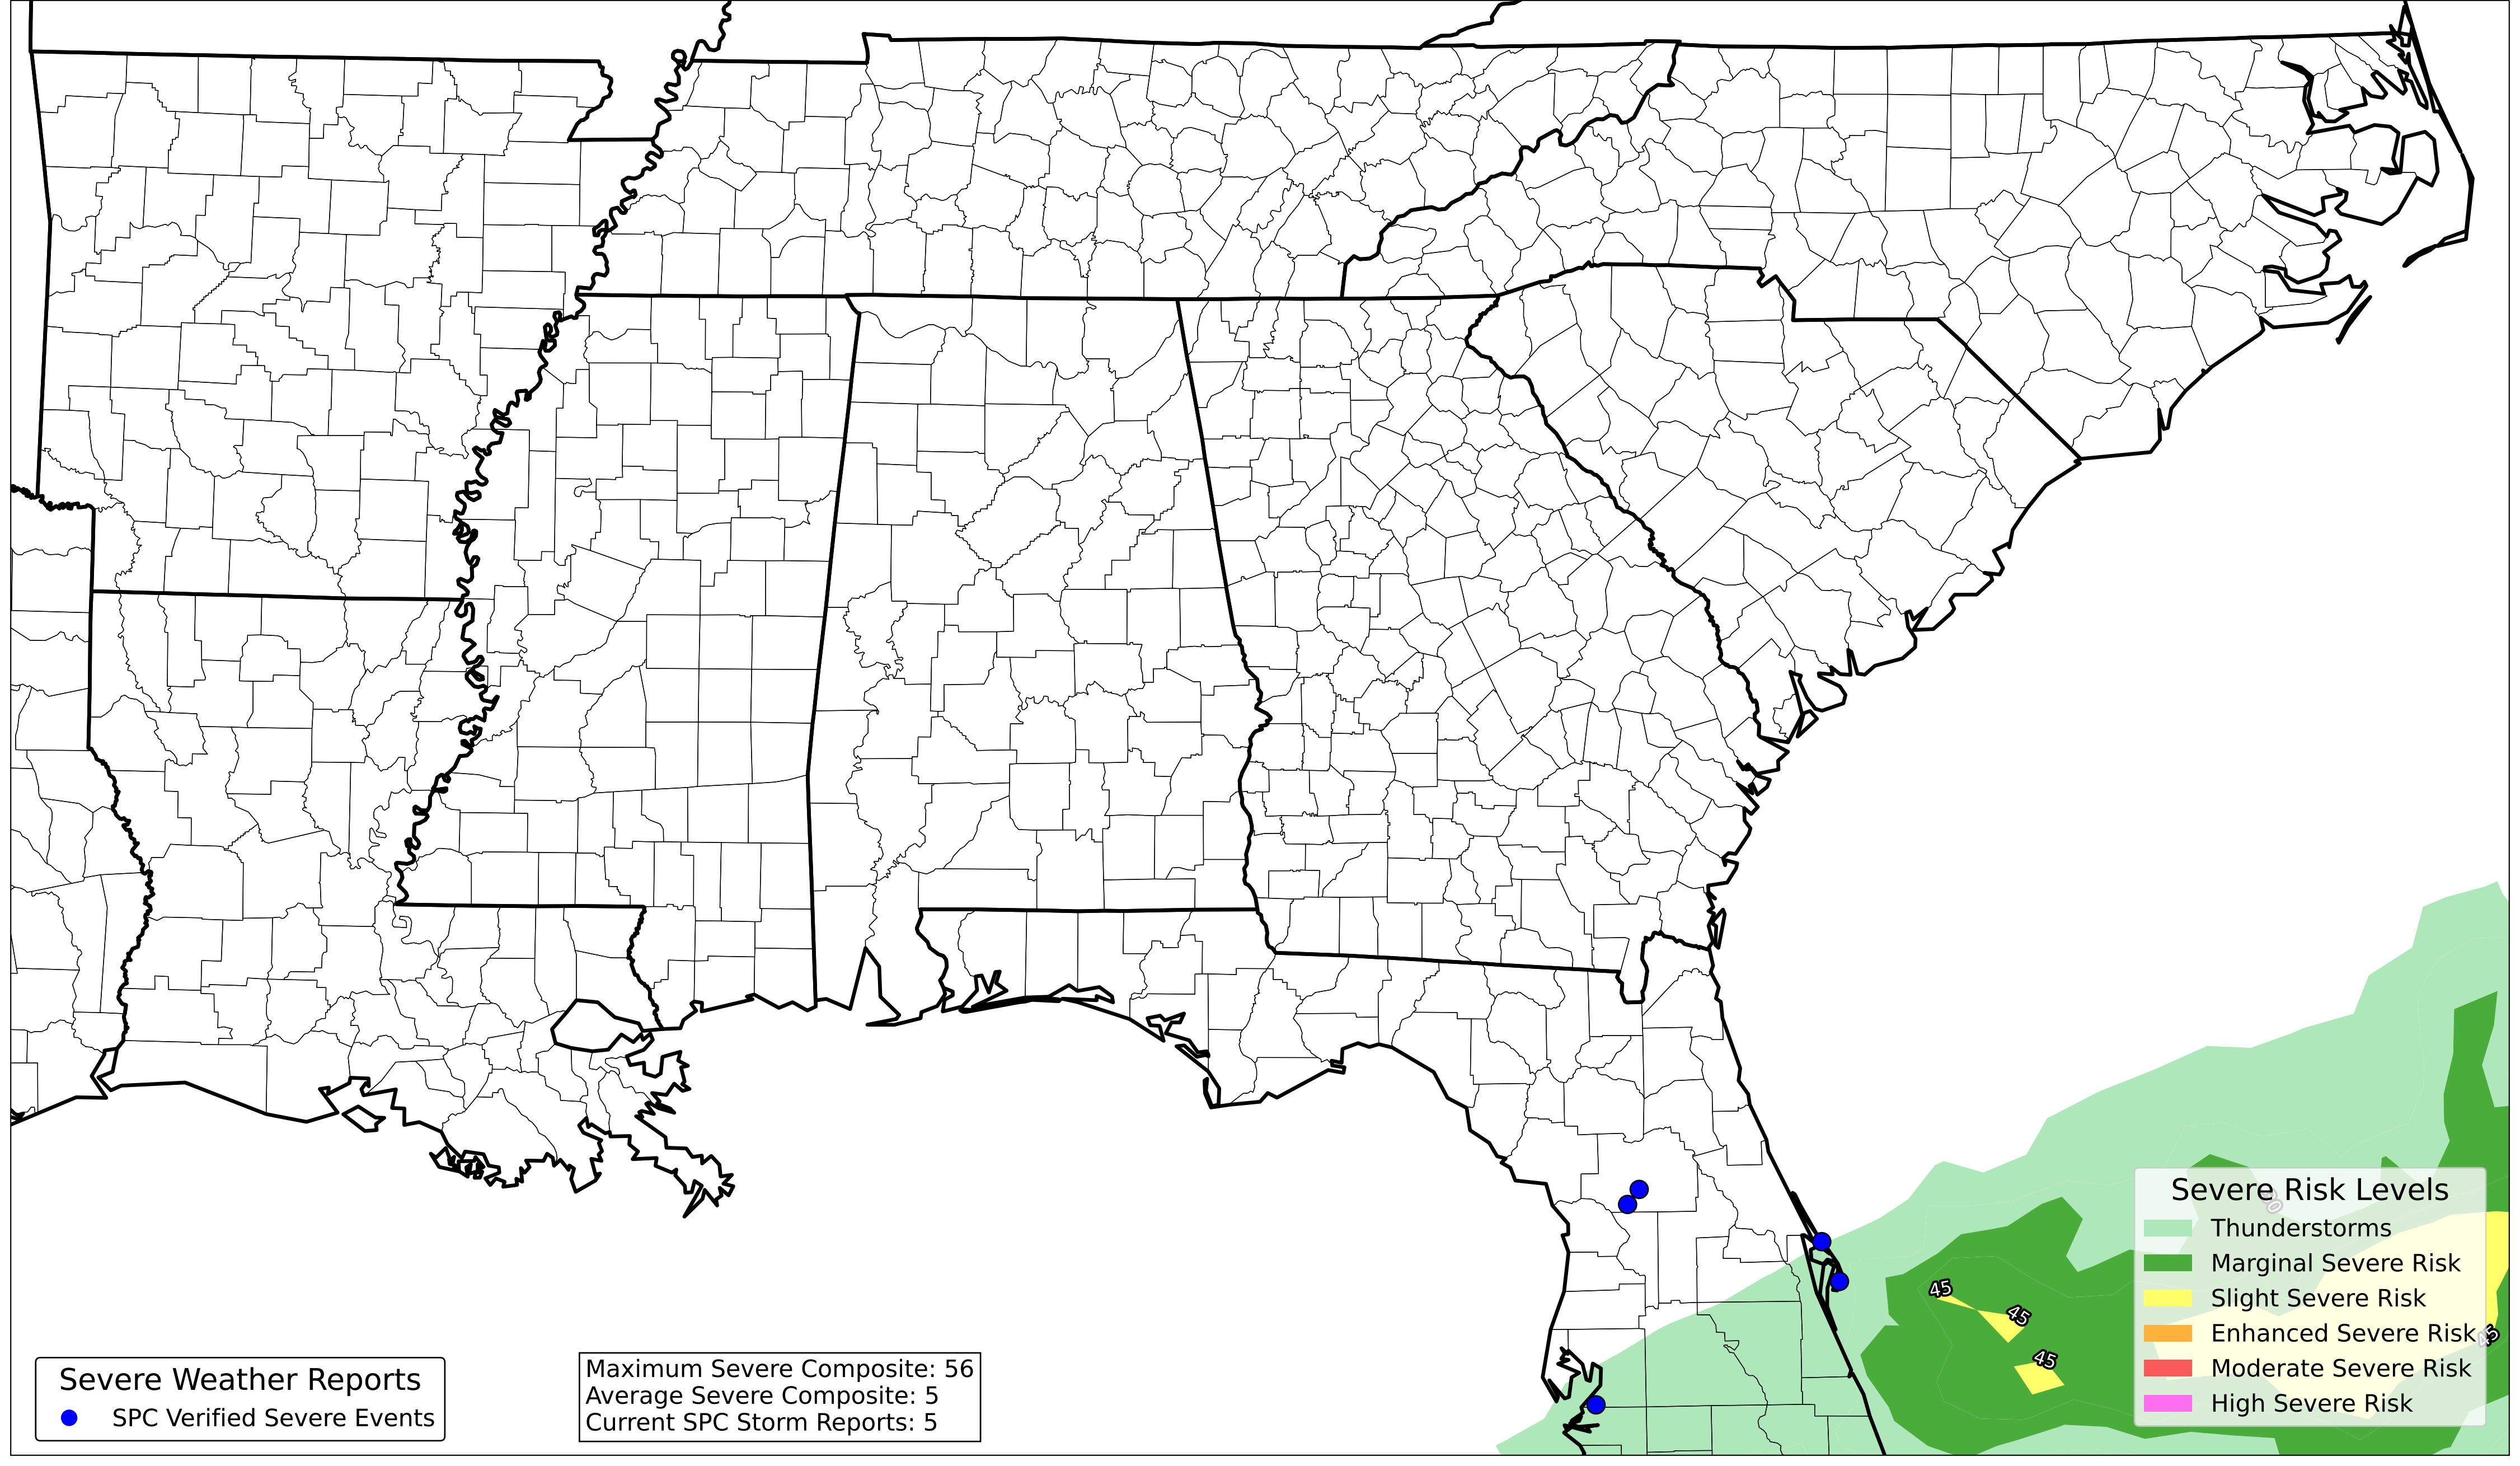 45
45
45
Severe Risk Levels
Thunderstorms
Marginal Severe Risk
Slight Severe Risk
Enhanced Severe Risk
Moderate Severe Risk
High Severe Risk
45
Severe Weather Reports
SPC Verified Severe Events
Maximum Severe Composite: 56
Average Severe Composite: 5
Current SPC Storm Reports: 5